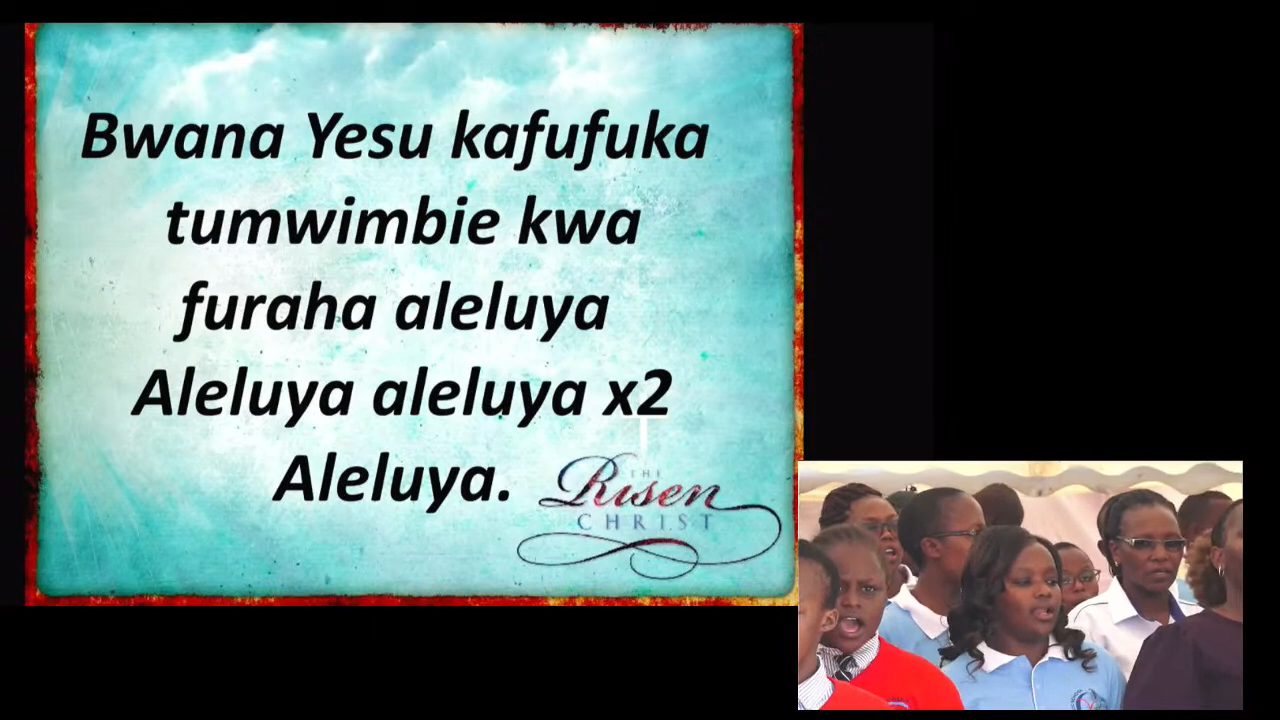 Bwana Yesu kafufuka
tumwimbie kwa
furaha aleluya
Aleluya aleluya x2
Aleluya.
THE
Risen
CHRIST